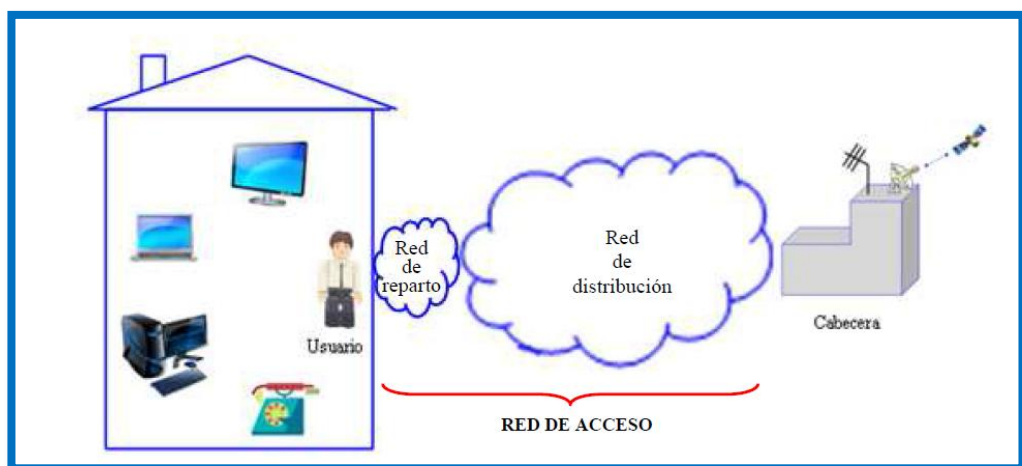 Red
de
reparto
Usuario
Red
de
distribución
Cabecera
RED DE ACCESO